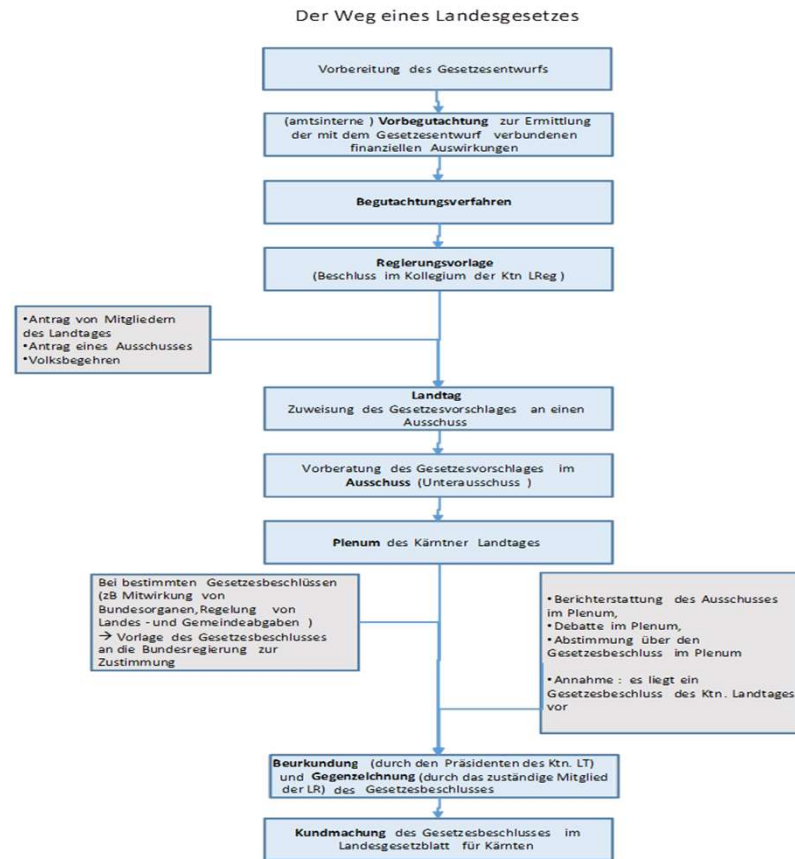 Der Weg eines Landesgesetzes
Vorbereitung des Gesetzesentwurfs
(amtsinterne ) Vorbegutachtung zur Ermittlung
der mit dem Gesetzesentwurf verbundenen
finanziellen Auswirkungen
Begutachtungsverfahren
Regierungsvorlage
(Beschluss im Kollegium der Ktn LReg )
•Antrag von Mitgliedern
des Landtages
•Antrag eines Ausschusses
•Volksbegehren
Landtag
Zuweisung des Gesetzesvorschlages an einen
Ausschuss
Vorberatung des Gesetzesvorschlages im
Ausschuss (Unterausschuss )
Plenum des Kärntner Landtages
Bei bestimmten Gesetzesbeschlüssen
(zB Mitwirkung von
Bundesorganen, Regelung von
Landes - und Gemeindeabgaben )
→ Vorlage des Gesetzesbeschlusses
an die Bundesregierung zur
Zustimmung
•Berichterstattung des Ausschusses
im Plenum,
•Debatte im Plenum,
•Abstimmung über den
Gesetzesbeschluss im Plenum
•Annahme : es liegt ein
Gesetzesbeschluss des Ktn. Landtages
vor
Beurkundung (durch den Präsidenten des Ktn. LT)
und Gegenzeichnung (durch das zuständige Mitglied
der LR) des Gesetzesbeschlusses
Kundmachung des Gesetzesbeschlusses im
Landesgesetzblatt für Kärnten